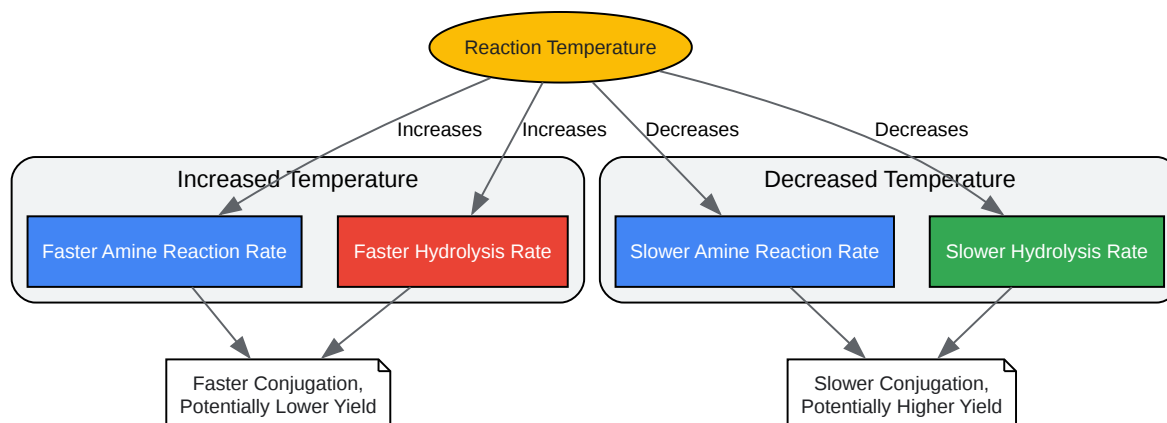 Reaction Temperature
Increases
Increases
Decreases
Decreases
Increased Temperature
Decreased Temperature
Faster Amine Reaction Rate
Faster Hydrolysis Rate
Slower Amine Reaction Rate
Slower Hydrolysis Rate
Faster Conjugation,
Potentially Lower Yield
Slower Conjugation,
Potentially Higher Yield